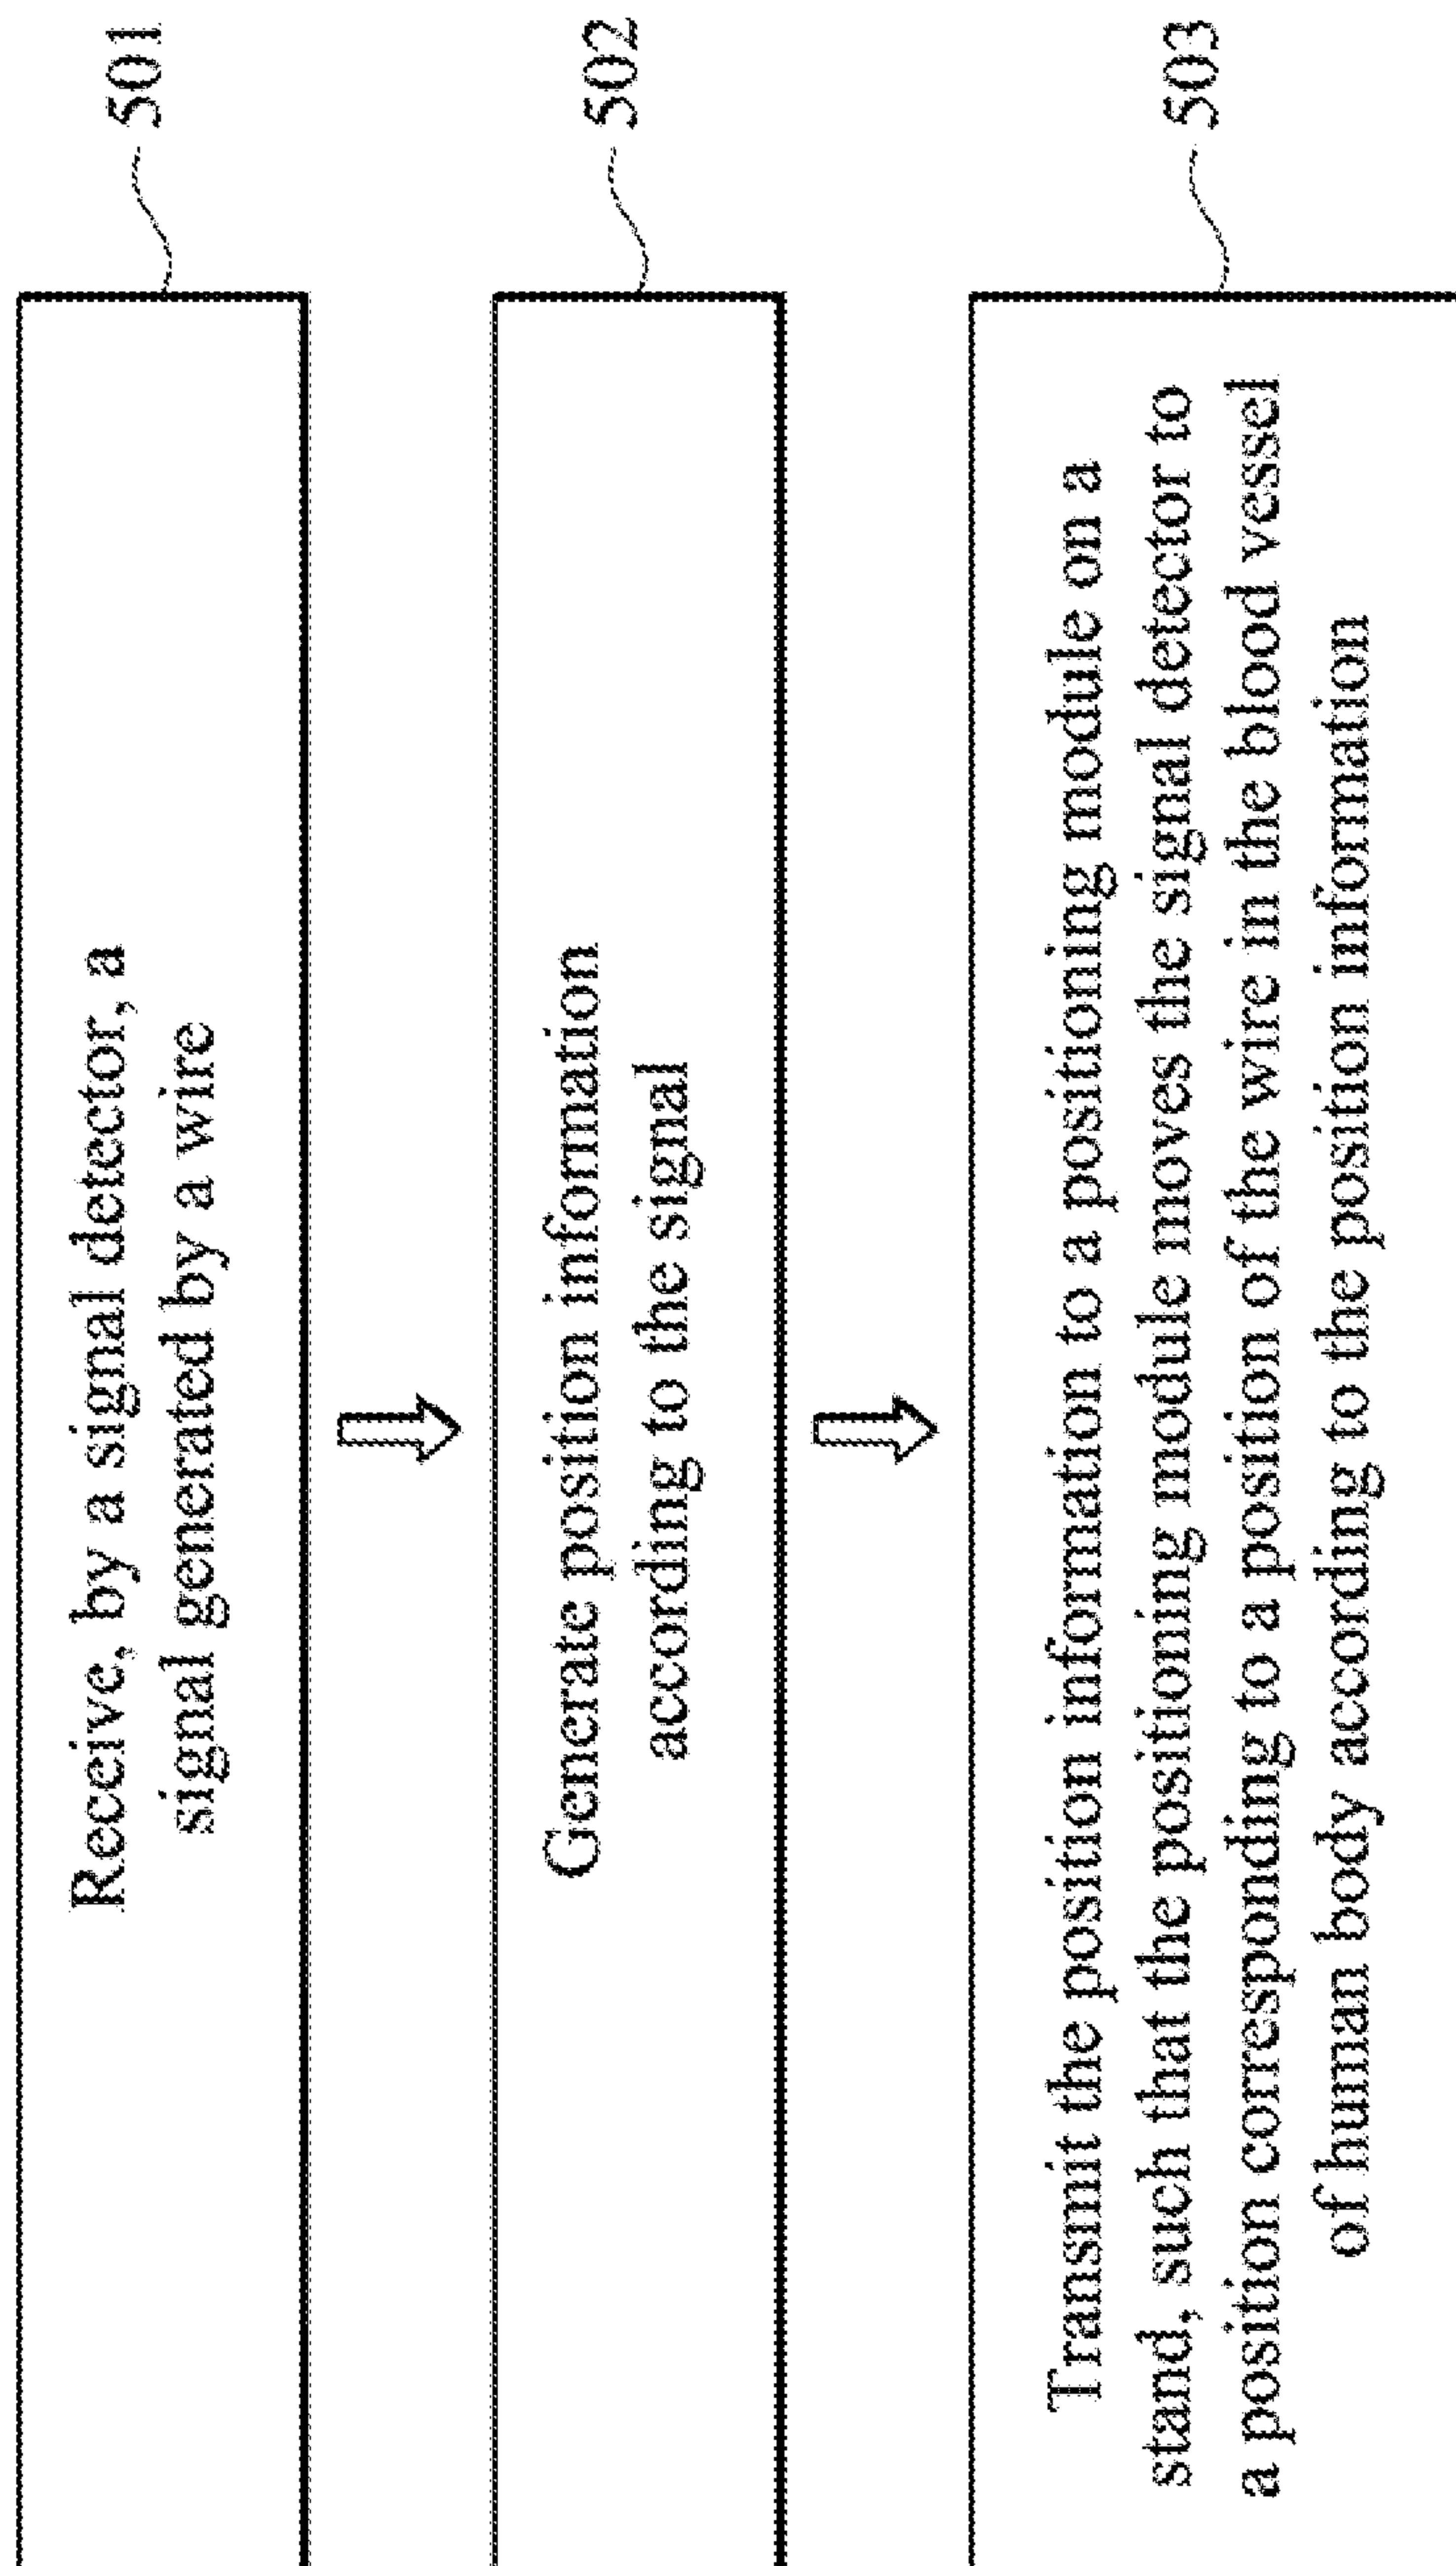 Receive, by a signal detector, a
signal generated by a wire
501
Generate position information
according to the signal
502
Transmit the position information to a positioning module on a
stand, such that the positioning module moves the signal detector to
a position corresponding to a position of the wire in the blood vessel
of human body according to the position information
503